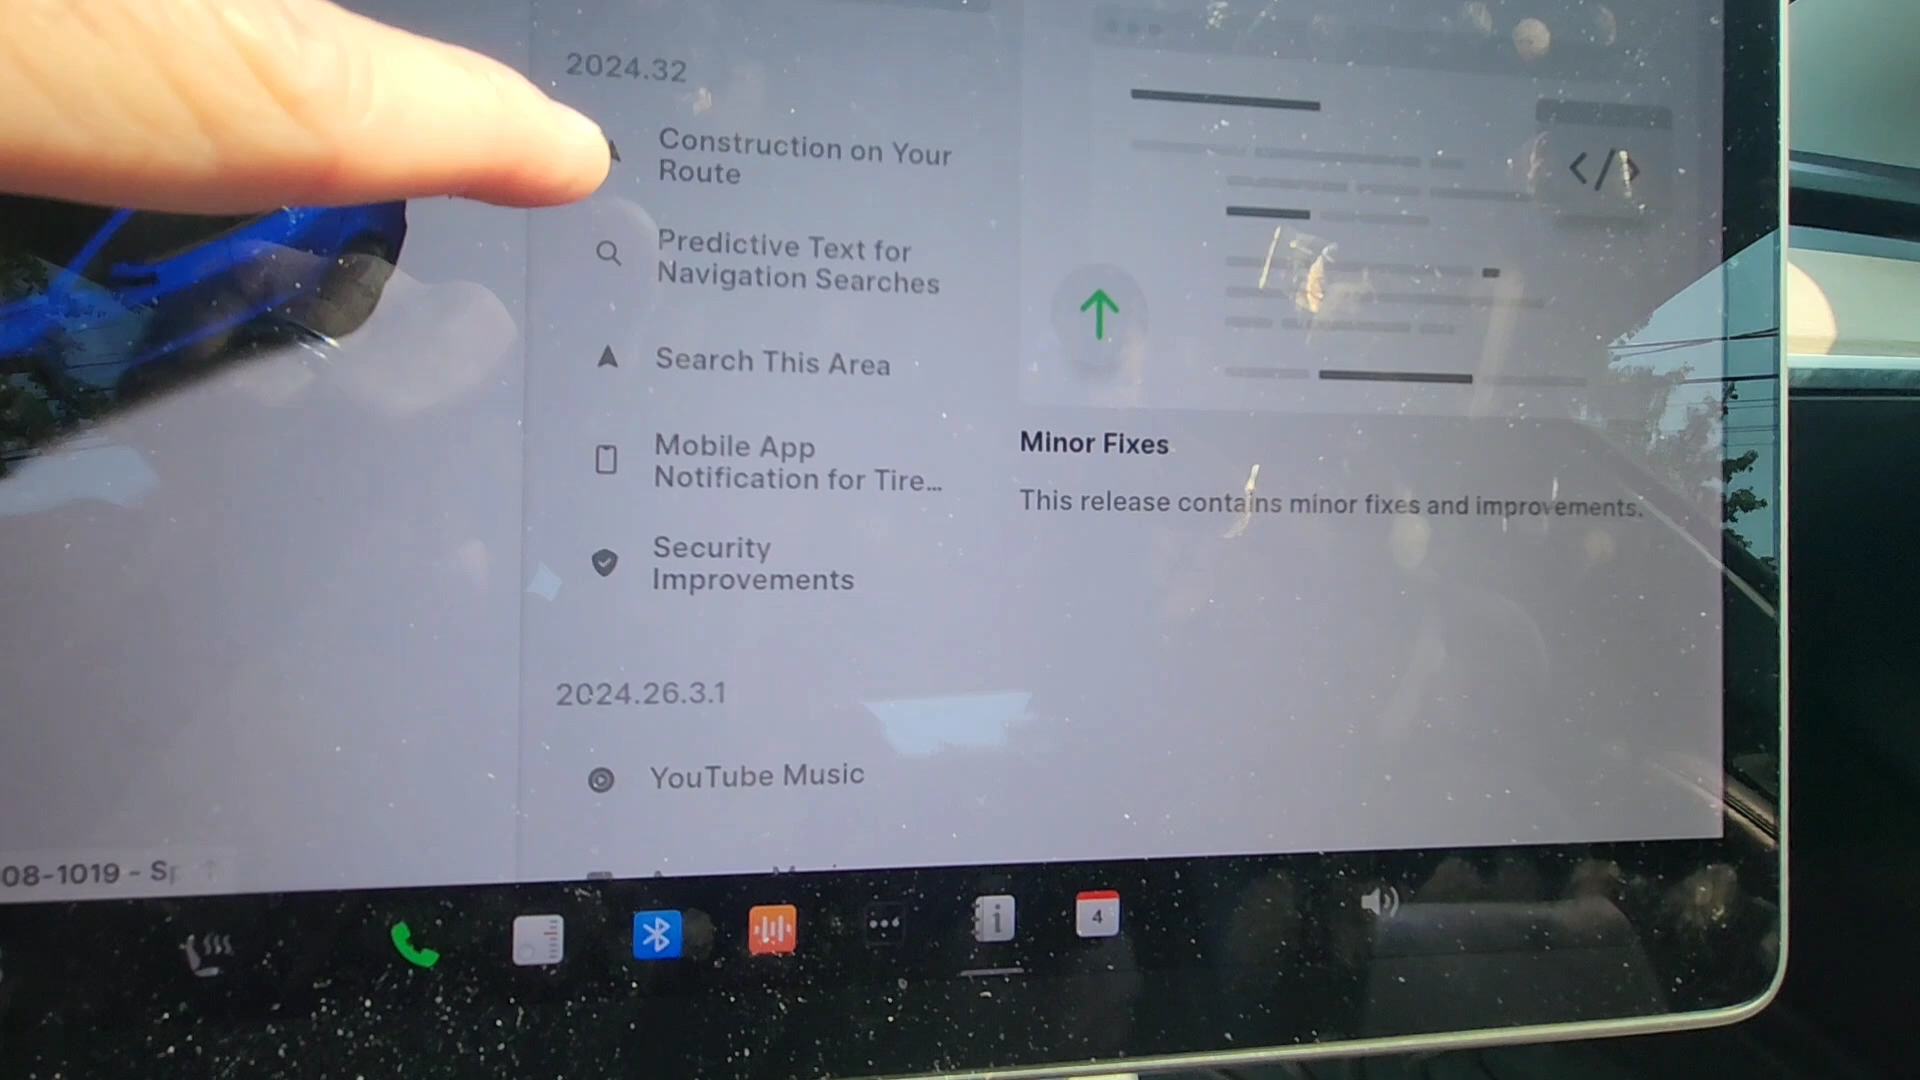 2024.32
Construction on Your
Route
Predictive Text for
Navigation Searches
Search This Area
Mobile App
Notification for Tire...
Security
Improvements
2024.26.3.1
YouTube Music
</>
Minor Fixes
This release contains minor fixes and improvements.
08-1019 - Sp
4